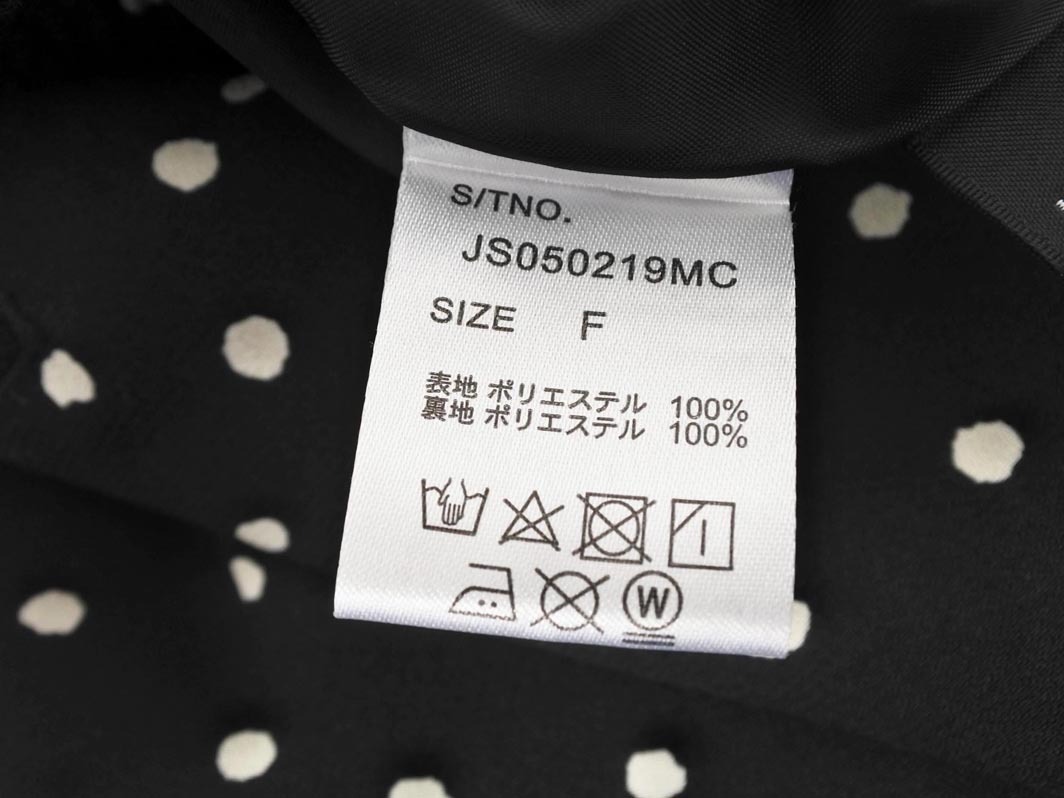 S/TNO.
JS050219MC
SIZE F
表地 ポリエステル 100%
裏地 ポリエステル 100%
W